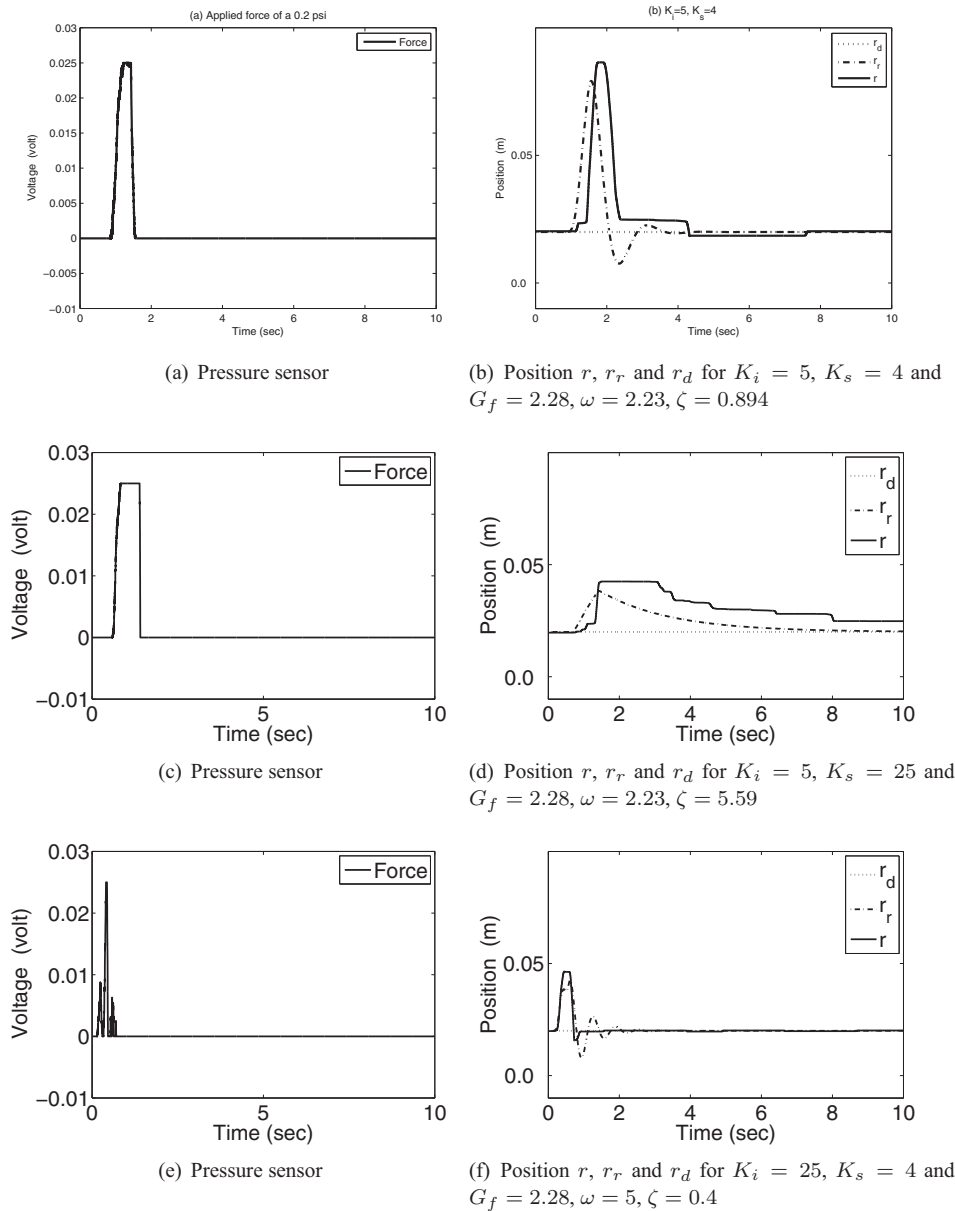 (a) Applied force of a 0.2 psi
0.03
0.025
0.02
0.015
0.01
0.005
0
−0.005
−0.01
Voltage (volt)
0 2 4 6 8 10
Time (sec)
Force
(b) K_i=5, K_s=4
r_d
r_r
r
0.05
0.0
Position (m)
0 2 4 6 8 10
Time (sec)
(a) Pressure sensor
(b) Position r, r_r and r_d for K_i = 5, K_s = 4 and
G_f = 2.28, ω = 2.23, ζ = 0.894
0.03
0.02
0.01
0
−0.01
Voltage (volt)
0 5 10
Time (sec)
Force
r_d
r_r
r
0.05
0.0
Position (m)
0 2 4 6 8 10
Time (sec)
(c) Pressure sensor
(d) Position r, r_r and r_d for K_i = 5, K_s = 25 and
G_f = 2.28, ω = 2.23, ζ = 5.59
0.03
0.02
0.01
0
−0.01
Voltage (volt)
0 5 10
Time (sec)
Force
r_d
r_r
r
0.05
0.0
Position (m)
0 2 4 6 8 10
Time (sec)
(e) Pressure sensor
(f) Position r, r_r and r_d for K_i = 25, K_s = 4 and
G_f = 2.28, ω = 5, ζ = 0.4